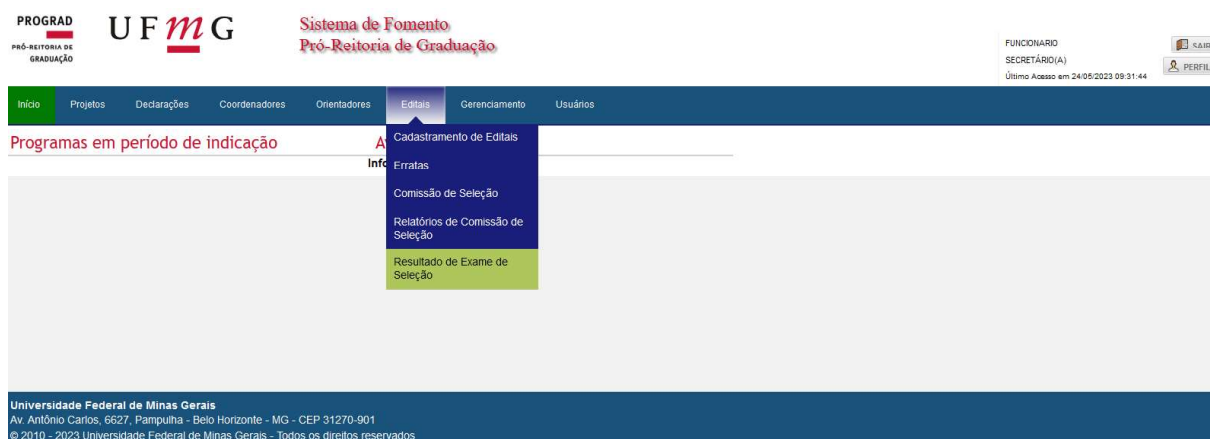 PROGRAD
PRÓ-REITORIA DE
GRADUAÇÃO
UFMG
Sistema de Fomento
Pró-Reitoria de Graduação
FUNCIONARIO
SECRETÁRIO(A)
Último Acesso em 24/05/2023 09:31:44
SAIR
PERFIL
Início Projetos Declarações Coordenadores Orientadores Editais Gerenciamento Usuários
Programas em período de indicação
Cadastramento de Editais
Erratas
Comissão de Seleção
Relatórios de Comissão de
Seleção
Resultado de Exame de
Seleção
Universidade Federal de Minas Gerais
Av. Antônio Carlos, 6627, Pampulha - Belo Horizonte - MG - CEP 31270-901
© 2010 - 2023 Universidade Federal de Minas Gerais - Todos os direitos reservados